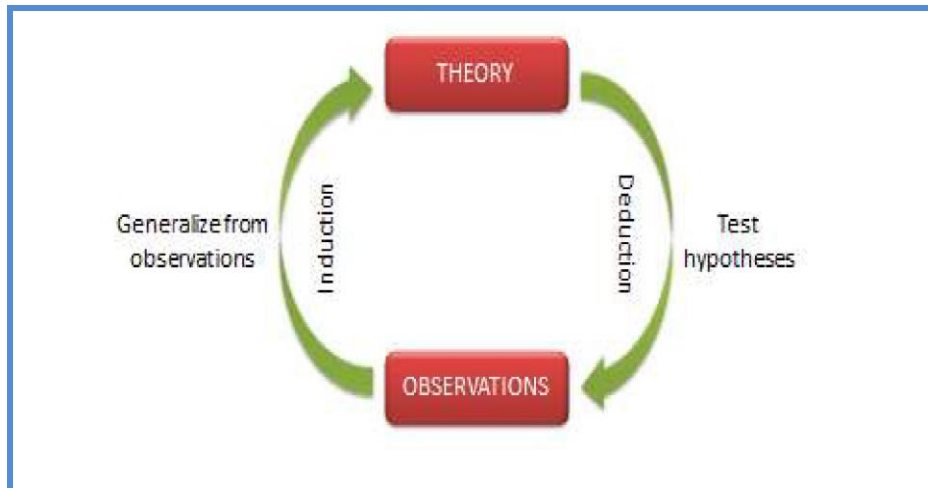 THEORY
Generalize from
observations
Induction
Deduction
Test
hypotheses
OBSERVATIONS